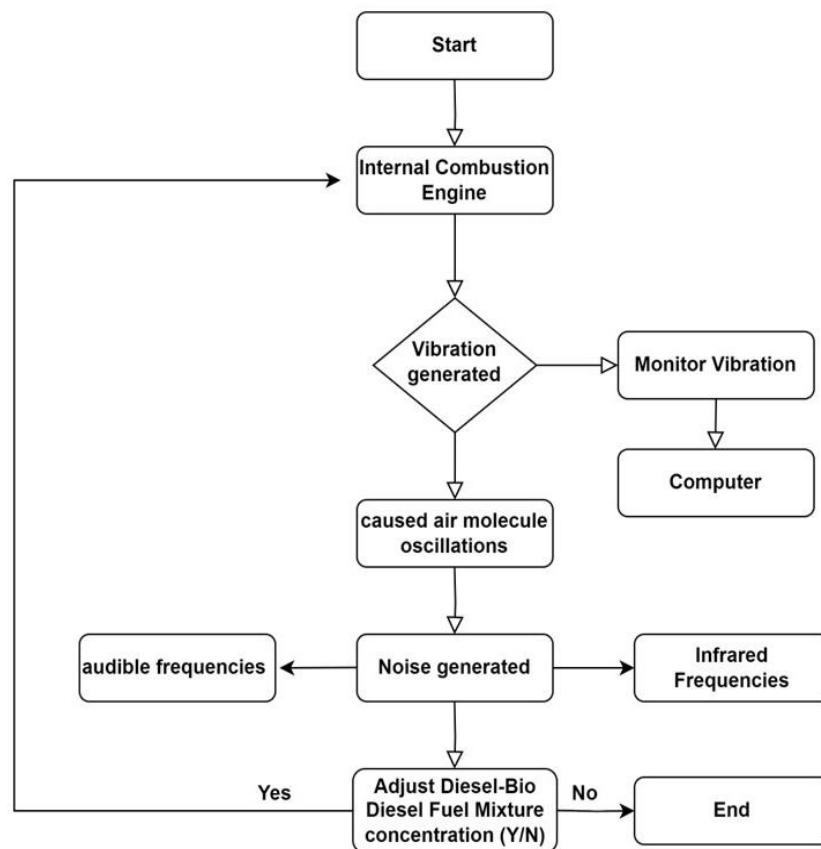 Start
Internal Combustion
Engine
Vibration
generated
Monitor Vibration
Computer
caused air molecule
oscillations
audible frequencies
Noise generated
Infrared
Frequencies
Yes
Adjust Diesel-Bio
Diesel Fuel Mixture
concentration (Y/N)
No
End